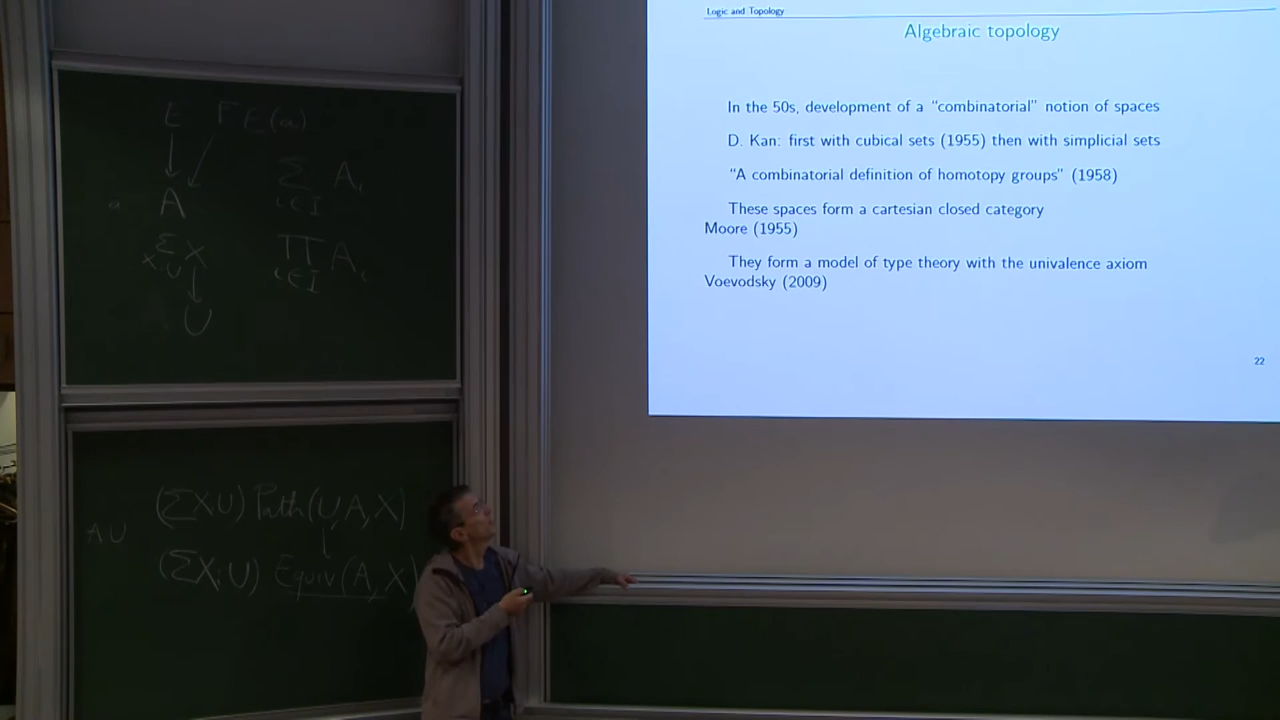 Logic and Topology
Algebraic topology
In the 50s, development of a “combinatorial” notion of spaces
D. Kan: first with cubical sets (1955) then with simplicial sets
“A combinatorial definition of homotopy groups” (1958)
These spaces form a cartesian closed category
Moore (1955)
They form a model of type theory with the univalence axiom
Voevodsky (2009)
22
E F E(a)
a A
Σ X
X:U
U
Σ A_i
i∈I
Π A_i
i∈I
(ΣX:U) Path(U,A,X)
A U
(ΣX:U) Equiv(A,X)